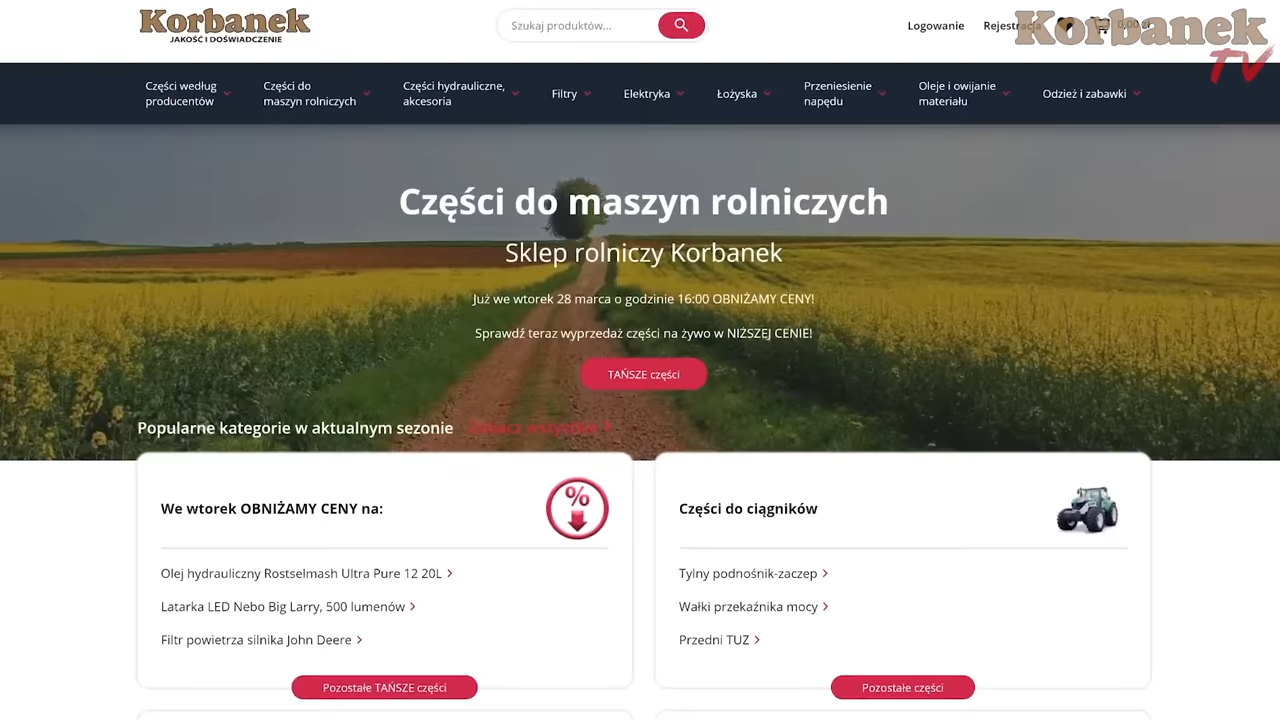 Korbanek
JAKOŚĆ I DOŚWIADCZENIE
Szukaj produktów...
Logowanie
Rejestracja
0,00 zł
Korbanek
TV
Części według
producentów
Części do
maszyn rolniczych
Części hydrauliczne,
akcesoria
Filtry
Elektryka
Łożyska
Przeniesienie
napędu
Oleje i owijanie
materiału
Odzież i zabawki
Części do maszyn rolniczych
Sklep rolniczy Korbanek
Już we wtorek 28 marca o godzinie 16:00 OBNIŻAMY CENY!
Sprawdź teraz wyprzedaż części na żywo w NIŻSZEJ CENIE!
TAŃSZE części
Popularne kategorie w aktualnym sezonie
Zobacz wszystkie
We wtorek OBNIŻAMY CENY na:
%
Olej hydrauliczny Rostselmash Ultra Pure 12 20L
Latarka LED Nebo Big Larry, 500 lumenów
Filtr powietrza silnika John Deere
Pozostałe TAŃSZE części
Części do ciągników
Tylny podnośnik-zaczep
Wałki przekaźnika mocy
Przedni TUZ
Pozostałe części